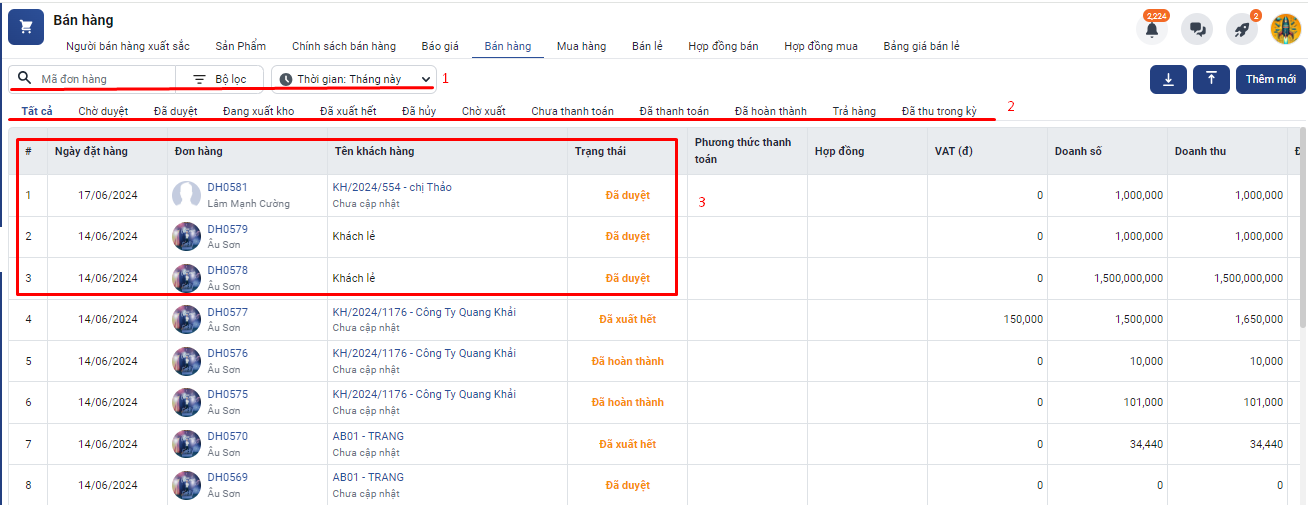 Bán hàng
2,224
2
Người bán hàng xuất sắc Sản Phẩm Chính sách bán hàng Báo giá Bán hàng Mua hàng Bán lẻ Hợp đồng bán Hợp đồng mua Bảng giá bán lẻ
Mã đơn hàng Bộ lọc Thời gian: Tháng này 1 Thêm mới
Tất cả Chờ duyệt Đã duyệt Đang xuất kho Đã xuất hết Đã hủy Chờ xuất Chưa thanh toán Đã thanh toán Đã hoàn thành Trả hàng Đã thu trong kỳ 2
# Ngày đặt hàng Đơn hàng Tên khách hàng Trạng thái Phương thức thanh toán Hợp đồng VAT (đ) Doanh số Doanh thu
1 17/06/2024 DH0581 KH/2024/554 - chị Thảo Đã duyệt 3 0 1,000,000 1,000,000
Lâm Mạnh Cường Chưa cập nhật
2 14/06/2024 DH0579 Khách lẻ Đã duyệt 0 1,000,000 1,000,000
Âu Sơn
3 14/06/2024 DH0578 Khách lẻ Đã duyệt 0 1,500,000,000 1,500,000,000
Âu Sơn
4 14/06/2024 DH0577 KH/2024/1176 - Công Ty Quang Khải Đã xuất hết 150,000 1,500,000 1,650,000
Âu Sơn Chưa cập nhật
5 14/06/2024 DH0576 KH/2024/1176 - Công Ty Quang Khải Đã hoàn thành 0 10,000 10,000
Âu Sơn Chưa cập nhật
6 14/06/2024 DH0575 KH/2024/1176 - Công Ty Quang Khải Đã hoàn thành 0 101,000 101,000
Âu Sơn Chưa cập nhật
7 14/06/2024 DH0570 AB01 - TRANG Đã xuất hết 0 34,440 34,440
Âu Sơn Chưa cập nhật
8 14/06/2024 DH0569 AB01 - TRANG Đã duyệt 0 0 0
Âu Sơn Chưa cập nhật